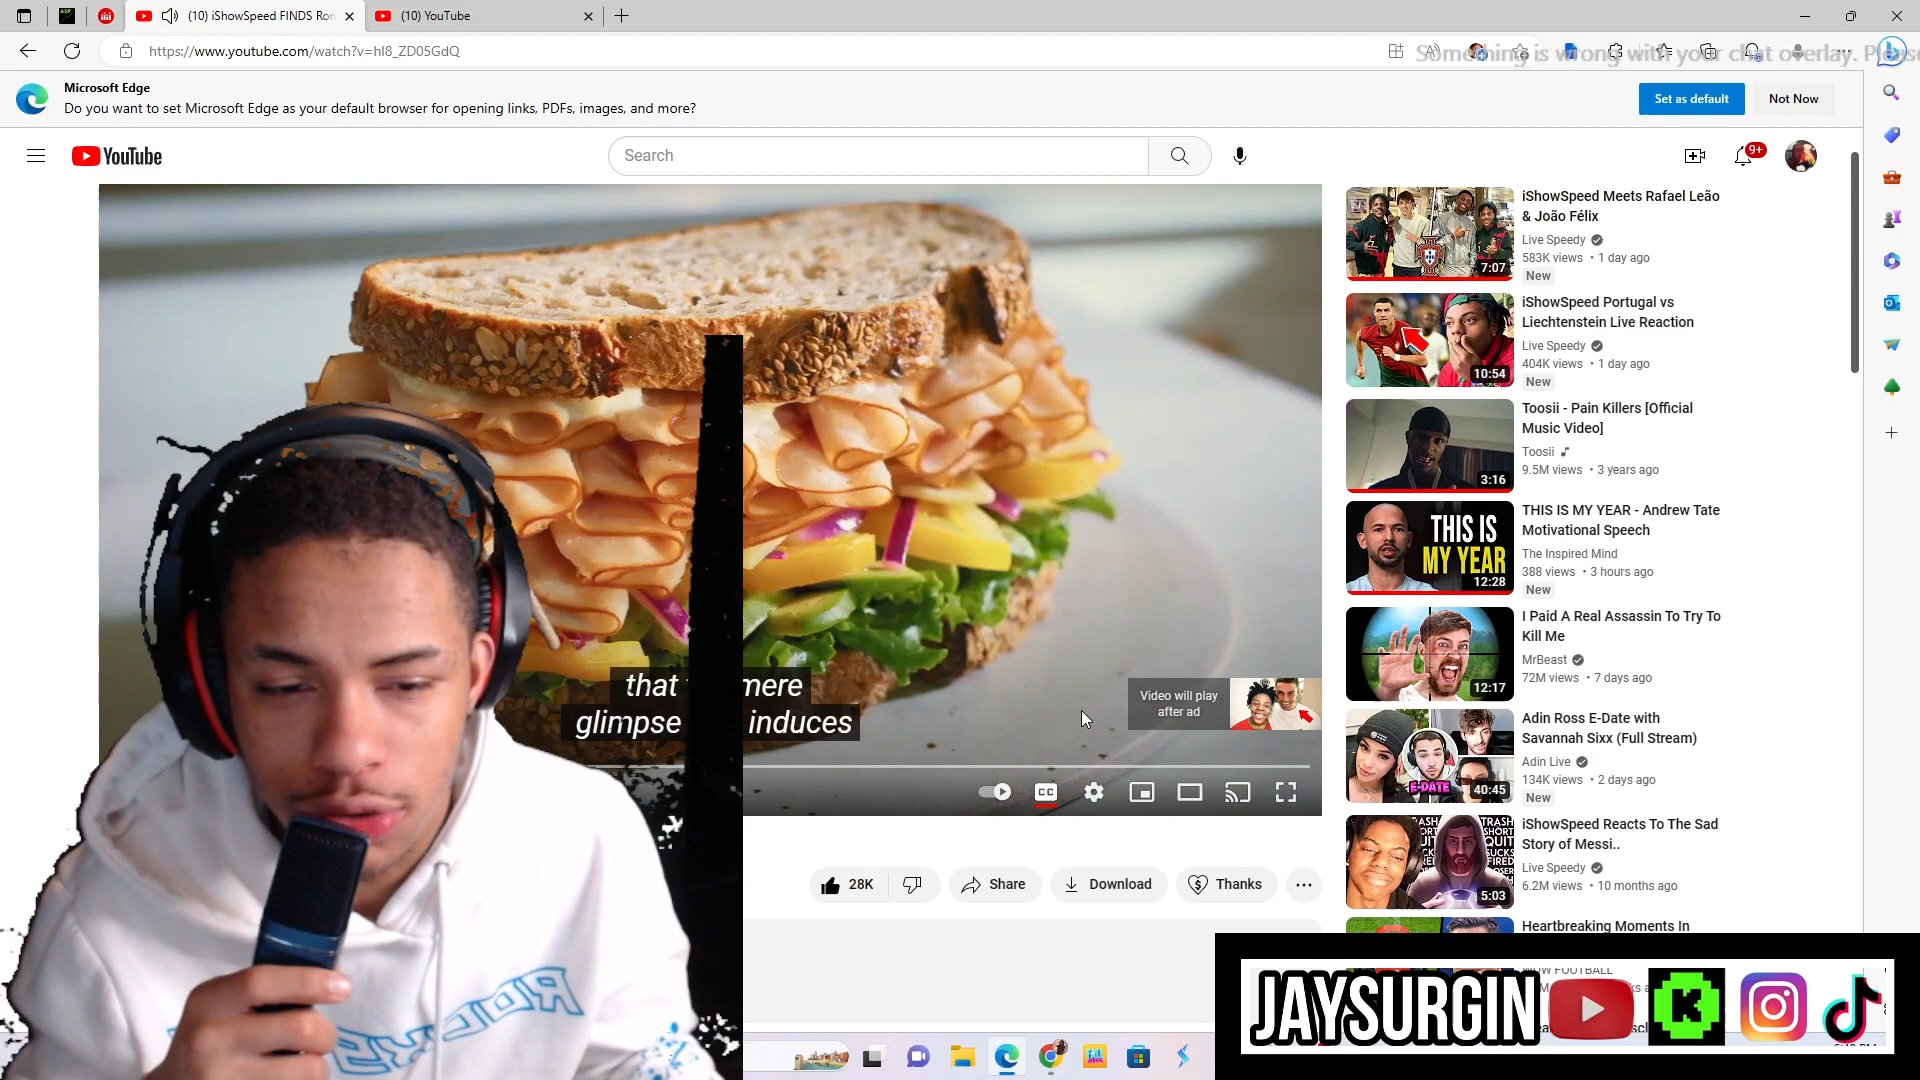 (10) iShowSpeed FINDS Ro
(10) YouTube
https://www.youtube.com/watch?v=hI8_ZD05GdQ
Something is wrong with your chat overlay.
Microsoft Edge
Do you want to set Microsoft Edge as your default browser for opening links, PDFs, images, and more?
Set as default
Not Now
YouTube
Search
9+
iShowSpeed Meets Rafael Leão
& João Félix
Live Speedy
583K views • 1 day ago
New
7:07
iShowSpeed Portugal vs
Liechtenstein Live Reaction
Live Speedy
404K views • 1 day ago
New
10:54
Toosii - Pain Killers [Official
Music Video]
Toosii
9.5M views • 3 years ago
3:16
THIS IS MY YEAR - Andrew Tate
Motivational Speech
The Inspired Mind
388 views • 3 hours ago
New
THIS IS
MY YEAR
12:28
I Paid A Real Assassin To Try To
Kill Me
MrBeast
72M views • 7 days ago
12:17
Adin Ross E-Date with
Savannah Sixx (Full Stream)
Adin Live
134K views • 2 days ago
New
E-DATE
40:45
iShowSpeed Reacts To The Sad
Story of Messi..
Live Speedy
6.2M views • 10 months ago
5:03
Heartbreaking Moments In
that mere
glimpse induces
Video will play
after ad
CC
28K
Share
Download
Thanks
JAYSURGIN
K